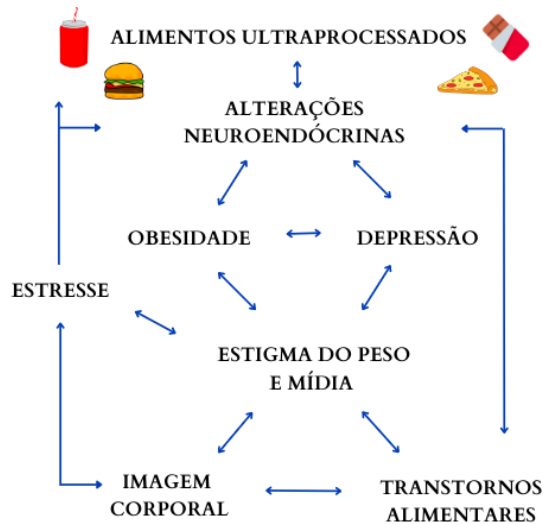 ALIMENTOS ULTRAPROCESSADOS
ALTERAÇÕES
NEUROENDÓCRINAS
OBESIDADE
DEPRESSÃO
ESTRESSE
ESTIGMA DO PESO
E MÍDIA
IMAGEM
CORPORAL
TRANSTORNOS
ALIMENTARES